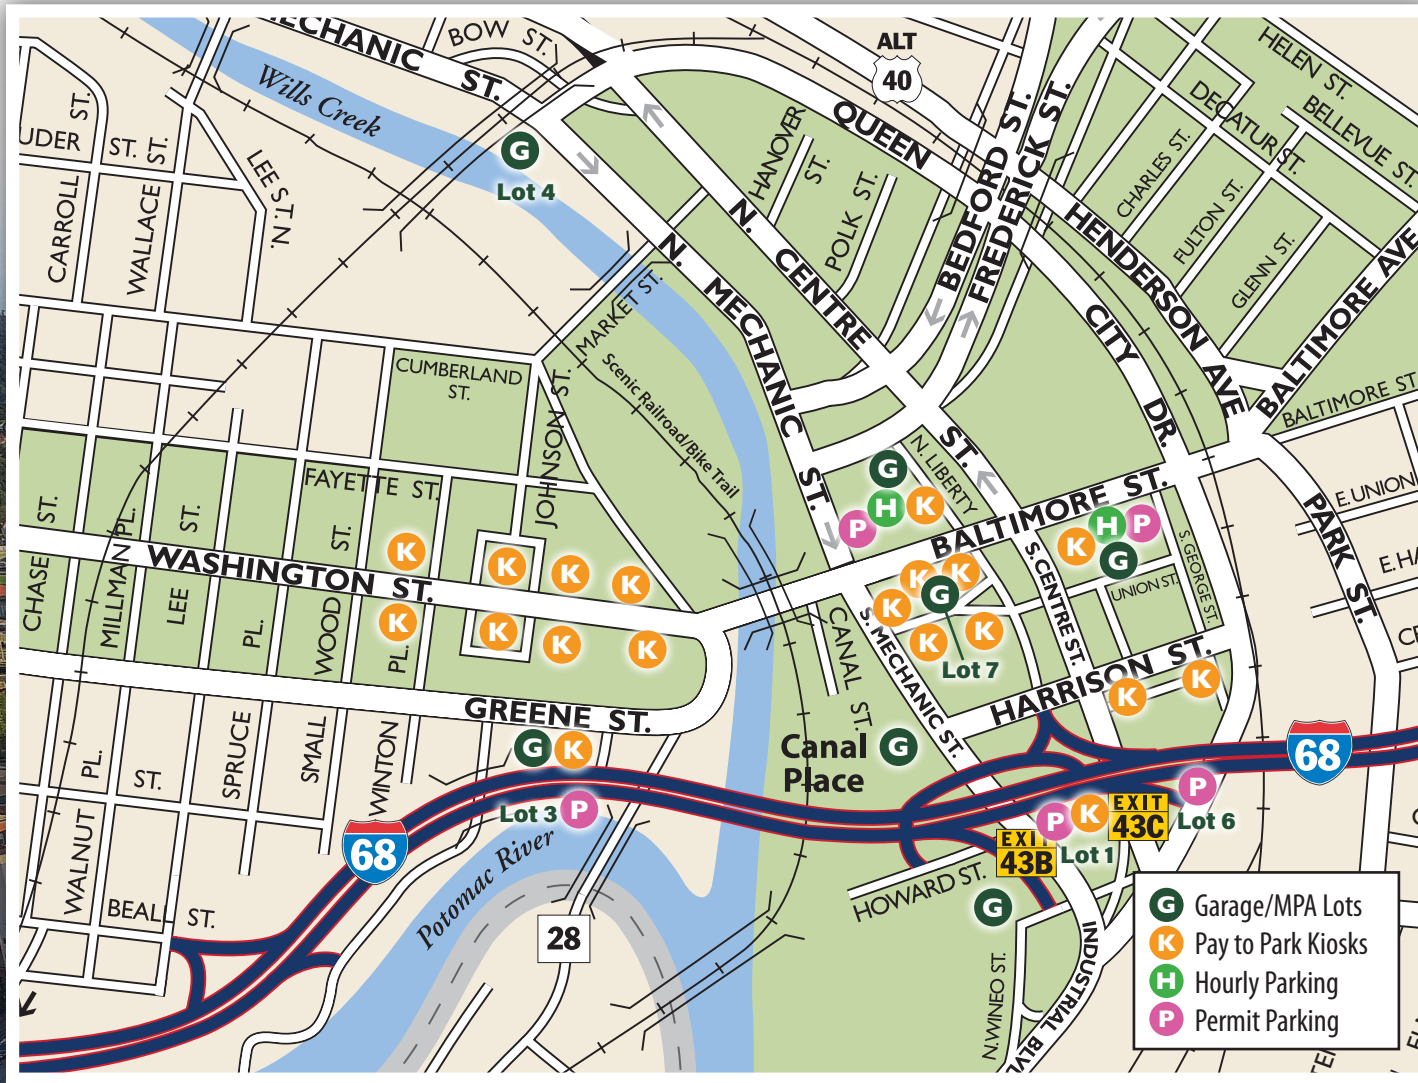 MECHANIC ST.
BOW ST.
ALT
40
HELEN ST.
Wills Creek
G
Lot 4
QUEEN
CITY
DR.
HANOVER
ST.
POLK ST.
BEDFORD ST.
FREDERICK ST.
DECATUR ST.
BELLEVUE ST.
CHARLES ST.
FULTON ST.
GLENN ST.
HENDERSON AVE
BALTIMORE AVE
BALTIMORE ST.
UDER ST.
ST.
ST.
CARROLL
WALLACE
LEE ST. N.
N. MECHANIC ST.
N. CENTRE ST.
MARKET ST.
Scenic Railroad/Bike Trail
CUMBERLAND
ST.
JOHNSON ST.
FAYETTE ST.
CHASE ST.
MILLMAN PL.
LEE ST.
PL.
WOOD ST.
PL.
WASHINGTON ST.
K
K
K
K
K
K
K
K
G
H
K
P
N. LIBERTY
BALTIMORE ST.
K
H
P
G
S. GEORGE ST.
UNION ST.
S. CENTRE ST.
K
K
G
K
K
K
Lot 7
S. MECHANIC ST.
CANAL ST.
HARRISON ST.
K
K
PARK ST.
E. UNION
E. HA
GREENE ST.
G
K
Lot 3
P
Canal
Place
G
68
68
P
Lot 6
P
K
Lot 1
EXIT
43C
EXIT
43B
WALNUT PL.
ST.
SPRUCE
SMALL
WINTON
BEALL ST.
Potomac River
28
HOWARD ST.
G
N. WINEO ST.
INDUSTRIAL BLV
G Garage/MPA Lots
K Pay to Park Kiosks
H Hourly Parking
P Permit Parking